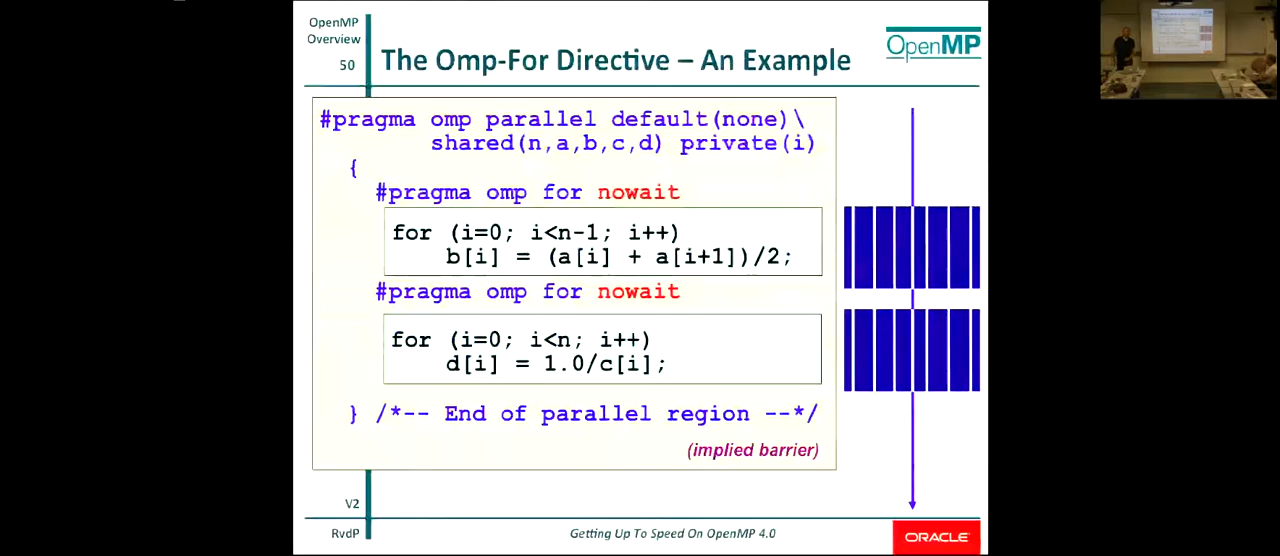 OpenMP
Overview
50
The Omp-For Directive – An Example
OpenMP
#pragma omp parallel default(none)\
shared(n,a,b,c,d) private(i)
{
#pragma omp for nowait
for (i=0; i<n-1; i++)
b[i] = (a[i] + a[i+1])/2;
#pragma omp for nowait
for (i=0; i<n; i++)
d[i] = 1.0/c[i];
} /*-- End of parallel region --*/
(implied barrier)
V2
RvdP
Getting Up To Speed On OpenMP 4.0
ORACLE